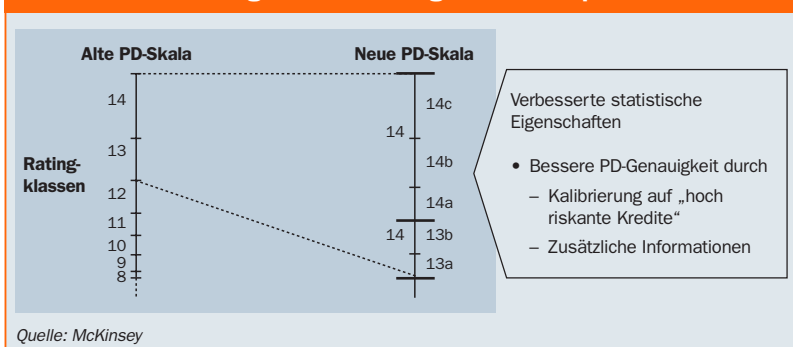 Alte PD-Skala
Neue PD-Skala
Rating-
klassen
14
13
12
11
10
9
8
14
14c
14b
14a
14
13b
13a
Verbesserte statistische
Eigenschaften
• Bessere PD-Genauigkeit durch
– Kalibrierung auf „hoch
riskante Kredite“
– Zusätzliche Informationen
Quelle: McKinsey